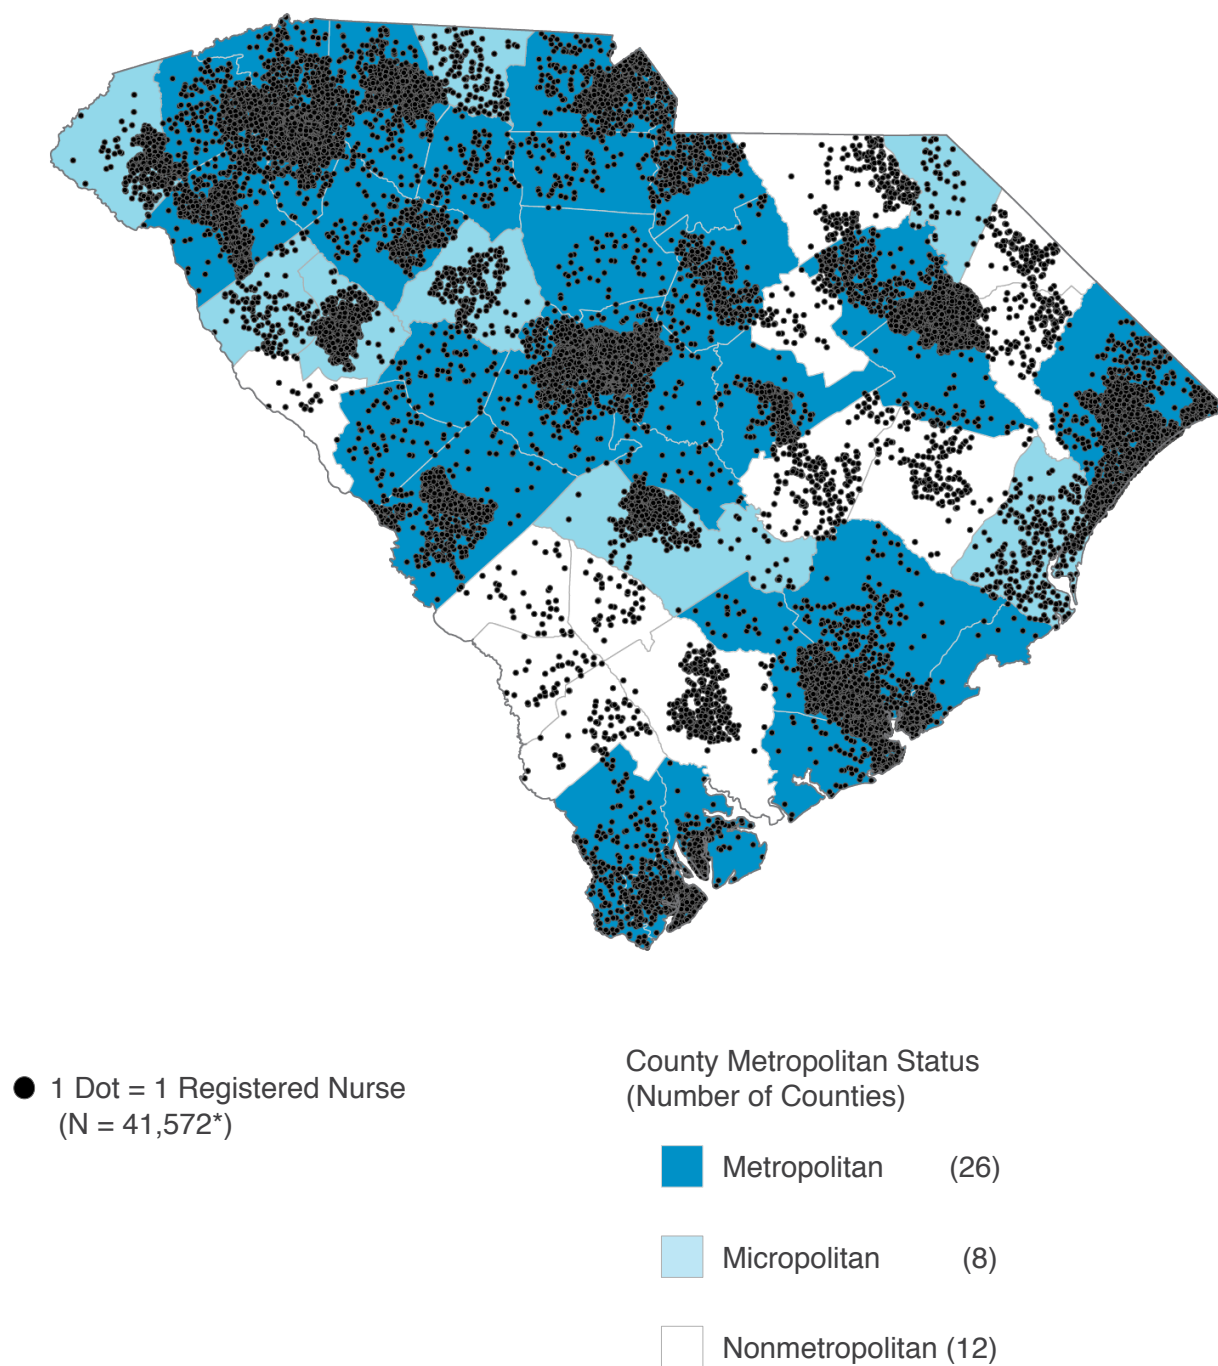 1 Dot = 1 Registered Nurse
(N = 41,572*)
County Metropolitan Status
(Number of Counties)
Metropolitan (26)
Micropolitan (8)
Nonmetropolitan (12)